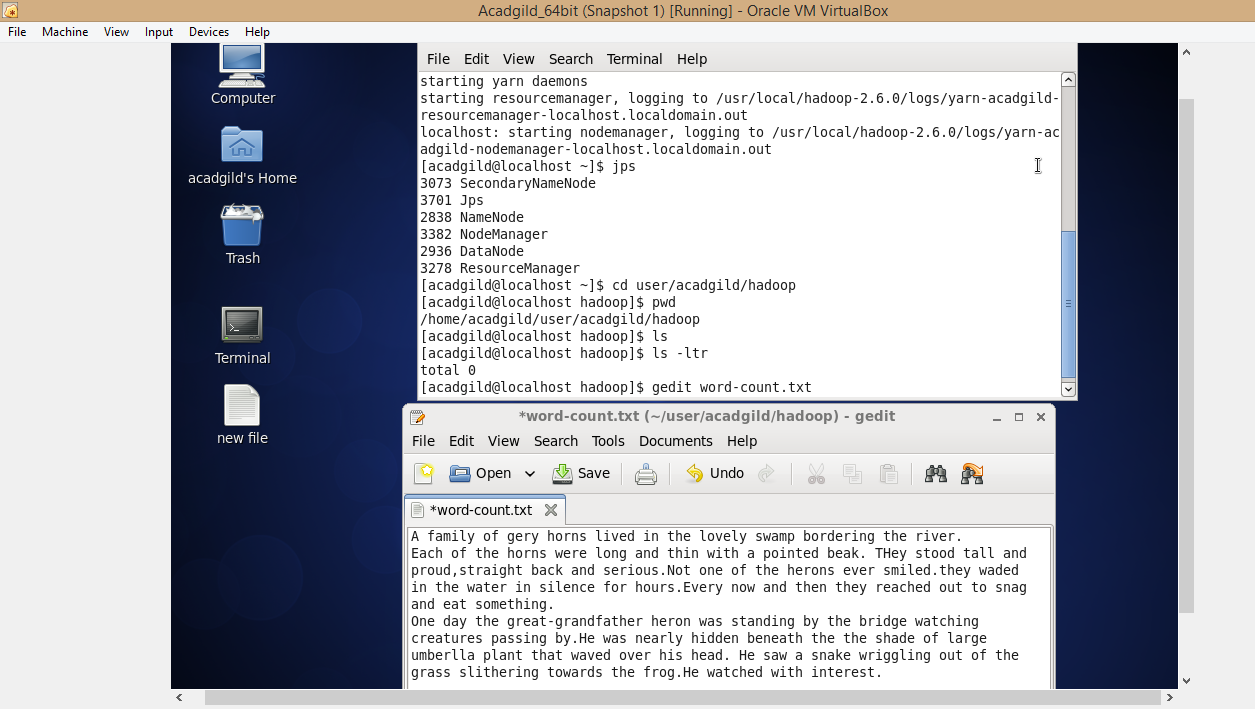 Acadgild_64bit (Snapshot 1) [Running] - Oracle VM VirtualBox
File Machine View Input Devices Help
Computer
acadgild's Home
Trash
Terminal
new file
File Edit View Search Terminal Help
starting yarn daemons
starting resourcemanager, logging to /usr/local/hadoop-2.6.0/logs/yarn-acadgild-
resourcemanager-localhost.localdomain.out
localhost: starting nodemanager, logging to /usr/local/hadoop-2.6.0/logs/yarn-ac
adgild-nodemanager-localhost.localdomain.out
[acadgild@localhost ~]$ jps
3073 SecondaryNameNode
3701 Jps
2838 NameNode
3382 NodeManager
2936 DataNode
3278 ResourceManager
[acadgild@localhost ~]$ cd user/acadgild/hadoop
[acadgild@localhost hadoop]$ pwd
/home/acadgild/user/acadgild/hadoop
[acadgild@localhost hadoop]$ ls
[acadgild@localhost hadoop]$ ls -ltr
total 0
[acadgild@localhost hadoop]$ gedit word-count.txt
*word-count.txt (~/user/acadgild/hadoop) - gedit
File Edit View Search Tools Documents Help
Open Save Undo
*word-count.txt
A family of gery horns lived in the lovely swamp bordering the river.
Each of the horns were long and thin with a pointed beak. THey stood tall and
proud,straight back and serious.Not one of the herons ever smiled.they waded
in the water in silence for hours.Every now and then they reached out to snag
and eat something.
One day the great-grandfather heron was standing by the bridge watching
creatures passing by.He was nearly hidden beneath the the shade of large
umberlla plant that waved over his head. He saw a snake wriggling out of the
grass slithering towards the frog.He watched with interest.